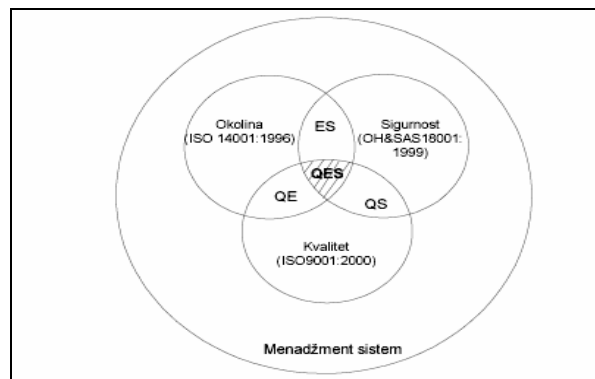 Okolina
(ISO 14001:1996)
ES
Sigurnost
(OH&SAS18001:
1999)
QES
QE
QS
Kvalitet
(ISO9001:2000)
Menadžment sistem